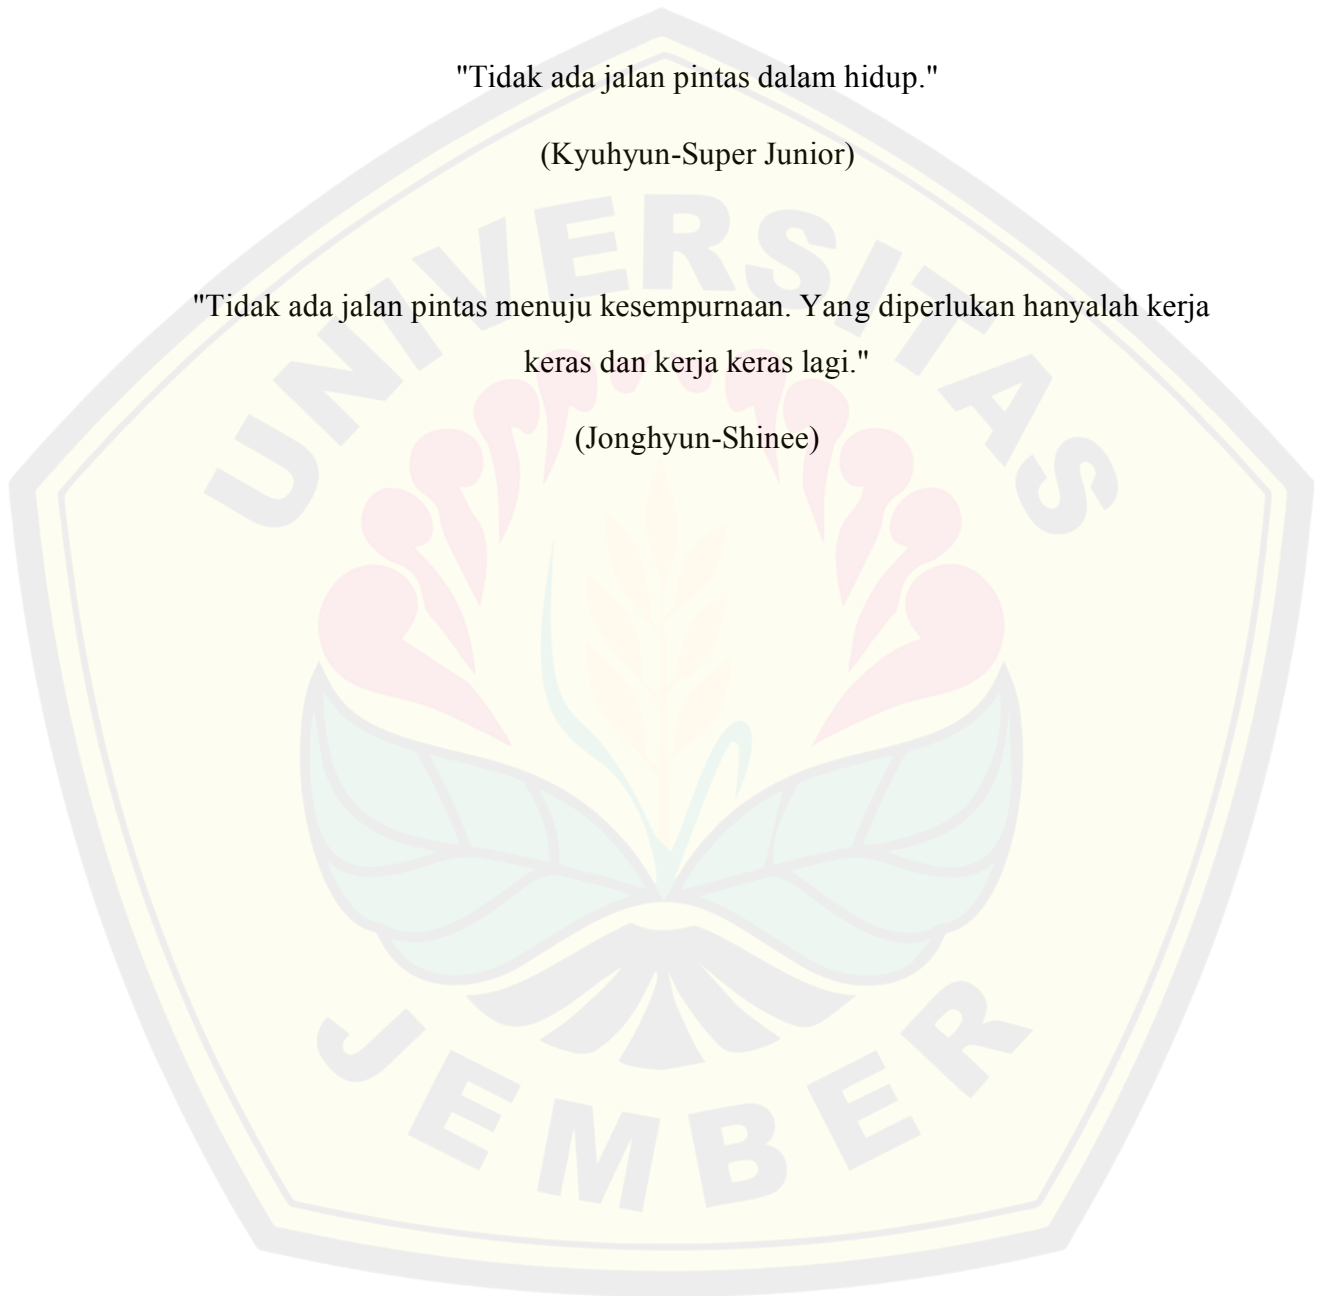 "Tidak ada jalan pintas dalam hidup."
(Kyuhyun-Super Junior)
"Tidak ada jalan pintas menuju kesempurnaan. Yang diperlukan hanyalah kerja
keras dan kerja keras lagi."
(Jonghyun-Shinee)
UNIVERSITAS
JEMBER